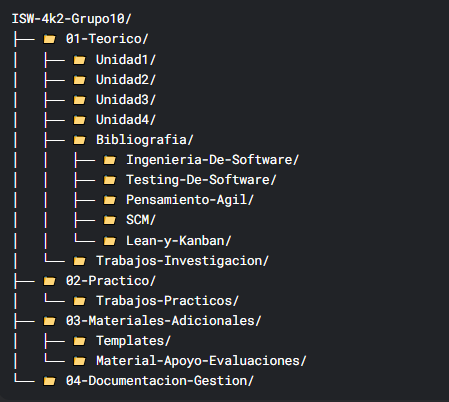 ISW-4k2-Grupo10/
├── 📁 01-Teorico/
│   ├── 📁 Unidad1/
│   ├── 📁 Unidad2/
│   ├── 📁 Unidad3/
│   ├── 📁 Unidad4/
│   ├── 📁 Bibliografia/
│   │   ├── 📁 Ingenieria-De-Software/
│   │   ├── 📁 Testing-De-Software/
│   │   ├── 📁 Pensamiento-Agil/
│   │   ├── 📁 SCM/
│   │   └── 📁 Lean-y-Kanban/
│   └── 📁 Trabajos-Investigacion/
├── 📁 02-Practico/
│   └── 📁 Trabajos-Practicos/
├── 📁 03-Materiales-Adicionales/
│   ├── 📁 Templates/
│   └── 📁 Material-Apoyo-Evaluaciones/
└── 📁 04-Documentacion-Gestion/